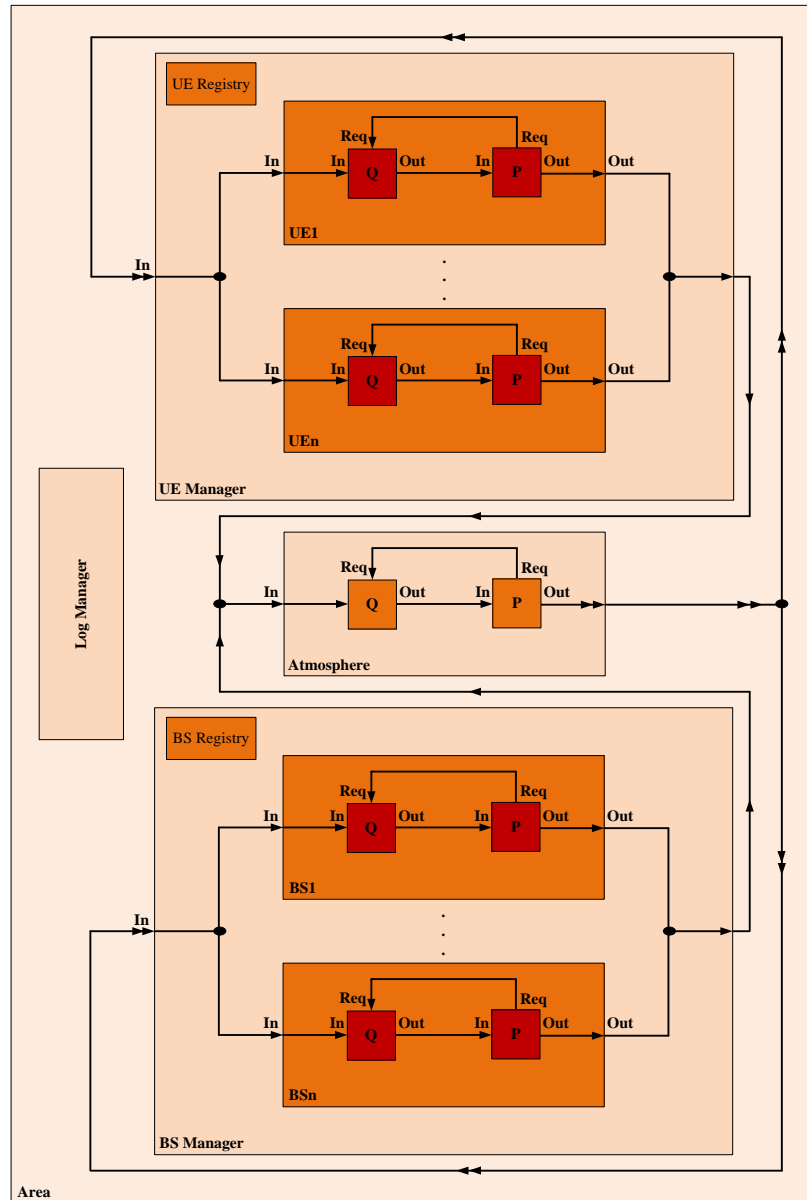 UE Registry
Req
Req
In
In
Q
Out
In
P
Out
Out
UE1
In
.
.
.
Req
Req
In
In
Q
Out
In
P
Out
Out
UEn
UE Manager
Log Manager
Req
Req
In
Q
Out
In
P
Out
Atmosphere
BS Registry
Req
Req
In
In
Q
Out
In
P
Out
Out
BS1
In
.
.
.
Req
Req
In
In
Q
Out
In
P
Out
Out
BSn
BS Manager
Area